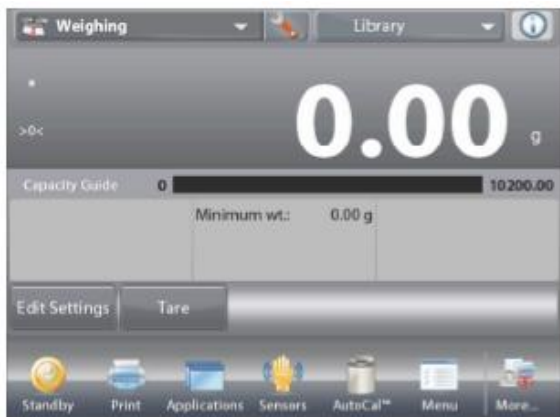 Weighing Library
*
>0< 0.00 g
Capacity Guide 0 10200.00
Minimum wt.: 0.00 g
Edit Settings Tare
Standby Print Applications Sensors AutoCal™ Menu More...